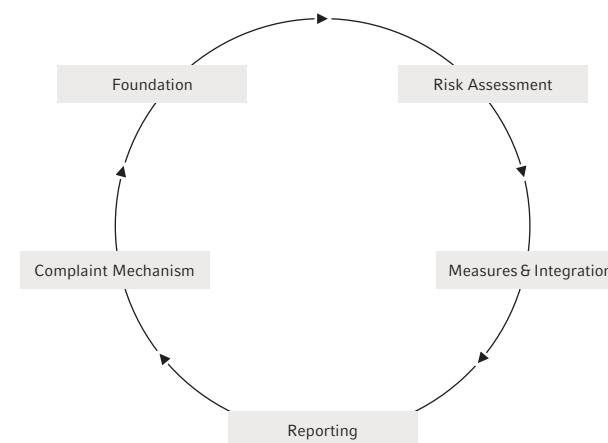 Foundation
Risk Assessment
Complaint Mechanism
Measures & Integration
Reporting